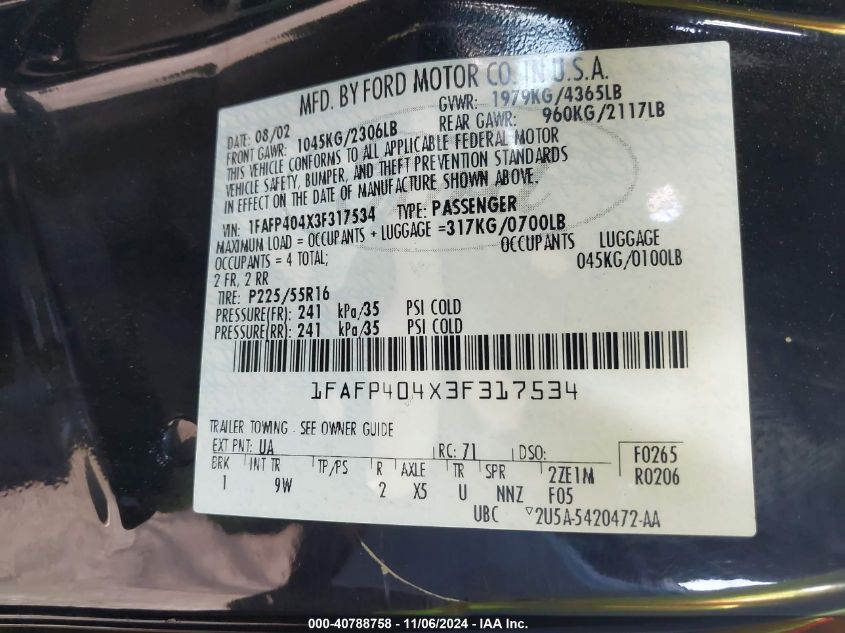 MFD. BY FORD MOTOR CO. IN U.S.A.
DATE: 08/02 GVWR: 1979KG/4365LB
FRONT GAWR: 1045KG/2306LB REAR GAWR: 960KG/2117LB
THIS VEHICLE CONFORMS TO ALL APPLICABLE FEDERAL MOTOR
VEHICLE SAFETY, BUMPER, AND THEFT PREVENTION STANDARDS
IN EFFECT ON THE DATE OF MANUFACTURE SHOWN ABOVE.
VIN: 1FAFP404X3F317534 TYPE: PASSENGER
MAXIMUM LOAD = OCCUPANTS + LUGGAGE =317KG/0700LB
OCCUPANTS = 4 TOTAL; OCCUPANTS LUGGAGE
2 FR, 2 RR 045KG/0100LB
TIRE: P225/55R16
PRESSURE(FR): 241 kPa/35 PSI COLD
PRESSURE(RR): 241 kPa/35 PSI COLD
1FAFP404X3F317534
TRAILER TOWING - SEE OWNER GUIDE
EXT PNT: UA RC: 71 DSO: F0265
BRK INT TR TP/PS R AXLE TR SPR 2ZE1M R0206
1 9W 2 X5 U NNZ F05
UBC ▽2U5A-5420472-AA
000-40788758 - 11/06/2024 - IAA Inc.